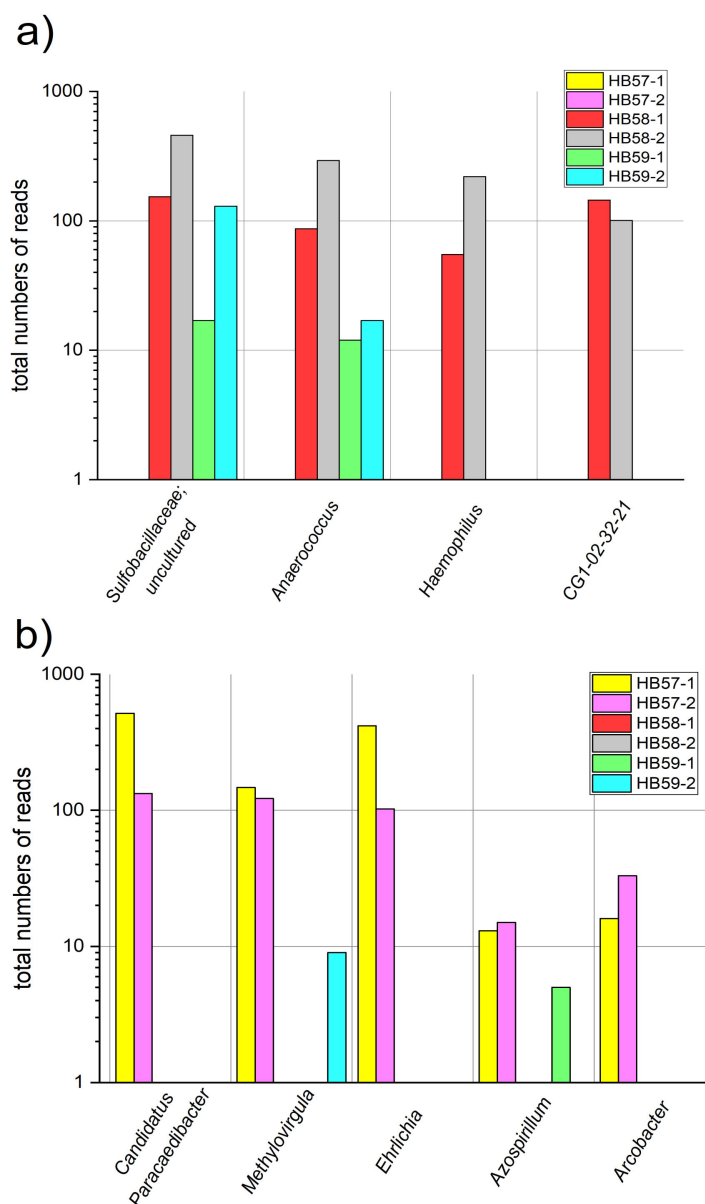 a)
HB57-1
HB57-2
HB58-1
HB58-2
HB59-1
HB59-2
total numbers of reads
1000
100
10
1
Sulfobacillaceae;
uncultured
Anaerococcus
Haemophilus
CG1-02-32-21
b)
HB57-1
HB57-2
HB58-1
HB58-2
HB59-1
HB59-2
total numbers of reads
1000
100
10
1
Candidatus
Paracaedibacter
Methylovirgula
Ehrlichia
Azospirillum
Arcobacter